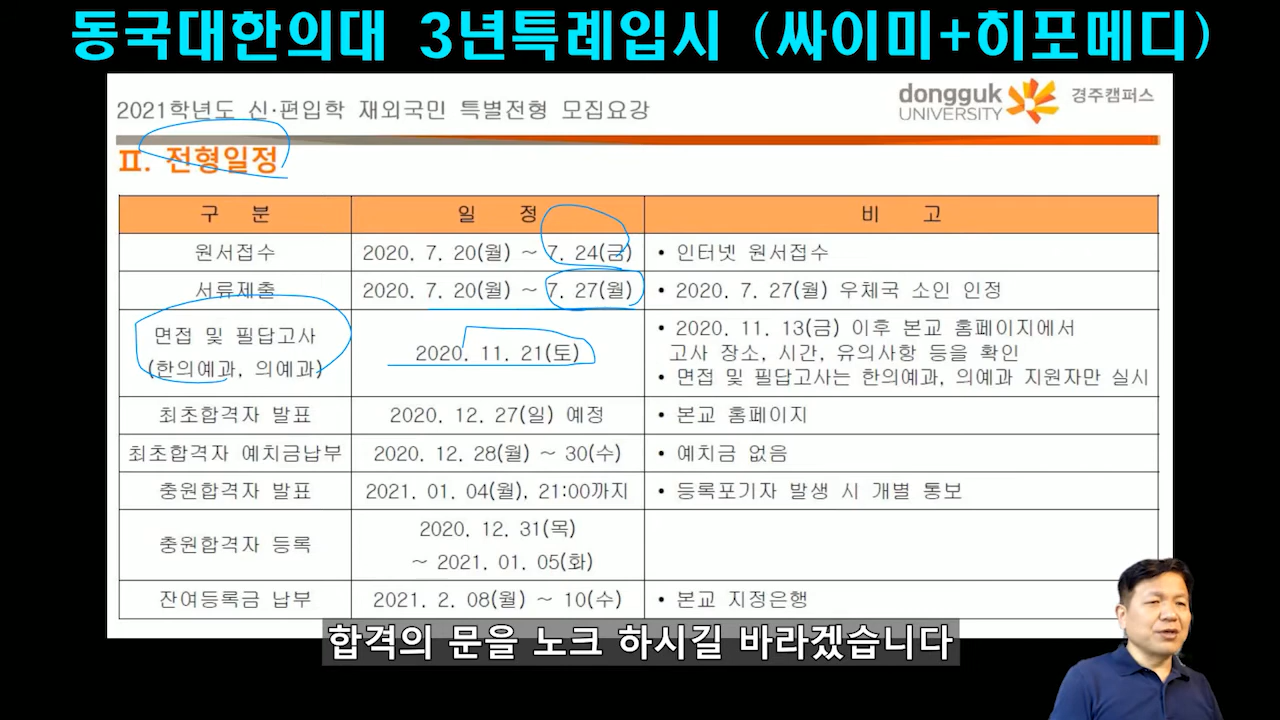 동국대한의대 3년특례입시 (싸이미+히포메디)
2021학년도 신·편입학 재외국민 특별전형 모집요강
dongguk UNIVERSITY 경주캠퍼스
Ⅱ. 전형일정
구 분 일 정 비 고
원서접수 2020. 7. 20(월) ~ 7. 24(금) • 인터넷 원서접수
서류제출 2020. 7. 20(월) ~ 7. 27(월) • 2020. 7. 27(월) 우체국 소인 인정
면접 및 필답고사
(한의예과, 의예과)
2020. 11. 21(토)
• 2020. 11. 13(금) 이후 본교 홈페이지에서
고사 장소, 시간, 유의사항 등을 확인
• 면접 및 필답고사는 한의예과, 의예과 지원자만 실시
최초합격자 발표 2020. 12. 27(일) 예정 • 본교 홈페이지
최초합격자 예치금납부 2020. 12. 28(월) ~ 30(수) • 예치금 없음
충원합격자 발표 2021. 01. 04(월), 21:00까지 • 등록포기자 발생 시 개별 통보
충원합격자 등록
2020. 12. 31(목)
~ 2021. 01. 05(화)
잔여등록금 납부 2021. 2. 08(월) ~ 10(수) • 본교 지정은행
합격의 문을 노크 하시길 바라겠습니다